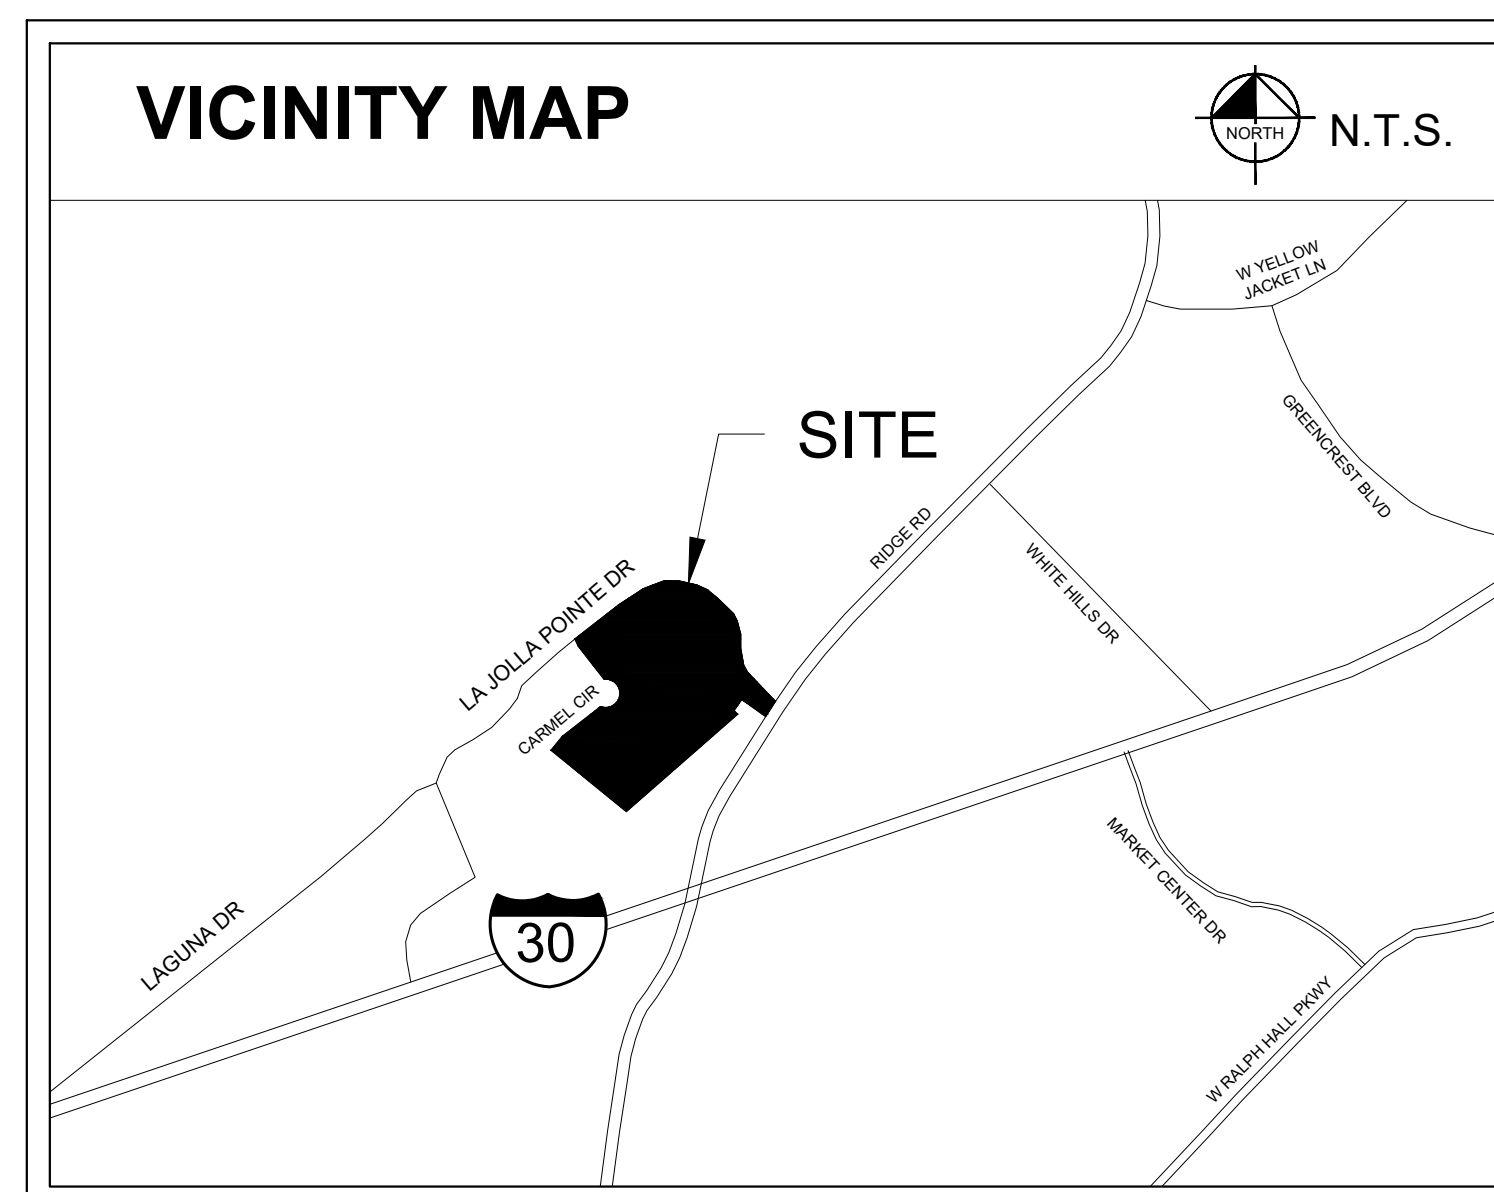 VICINITY MAP
NORTH
N.T.S.
W YELLOW
JACKET LN
GREENCREST BLVD
SITE
RIDGE RD
WHITE HILLS DR
LA JOLLA POINTE DR
CARMEL CIR
MARKET CENTER DR
LAGUNA DR
30
W RALPH HALL PKWY